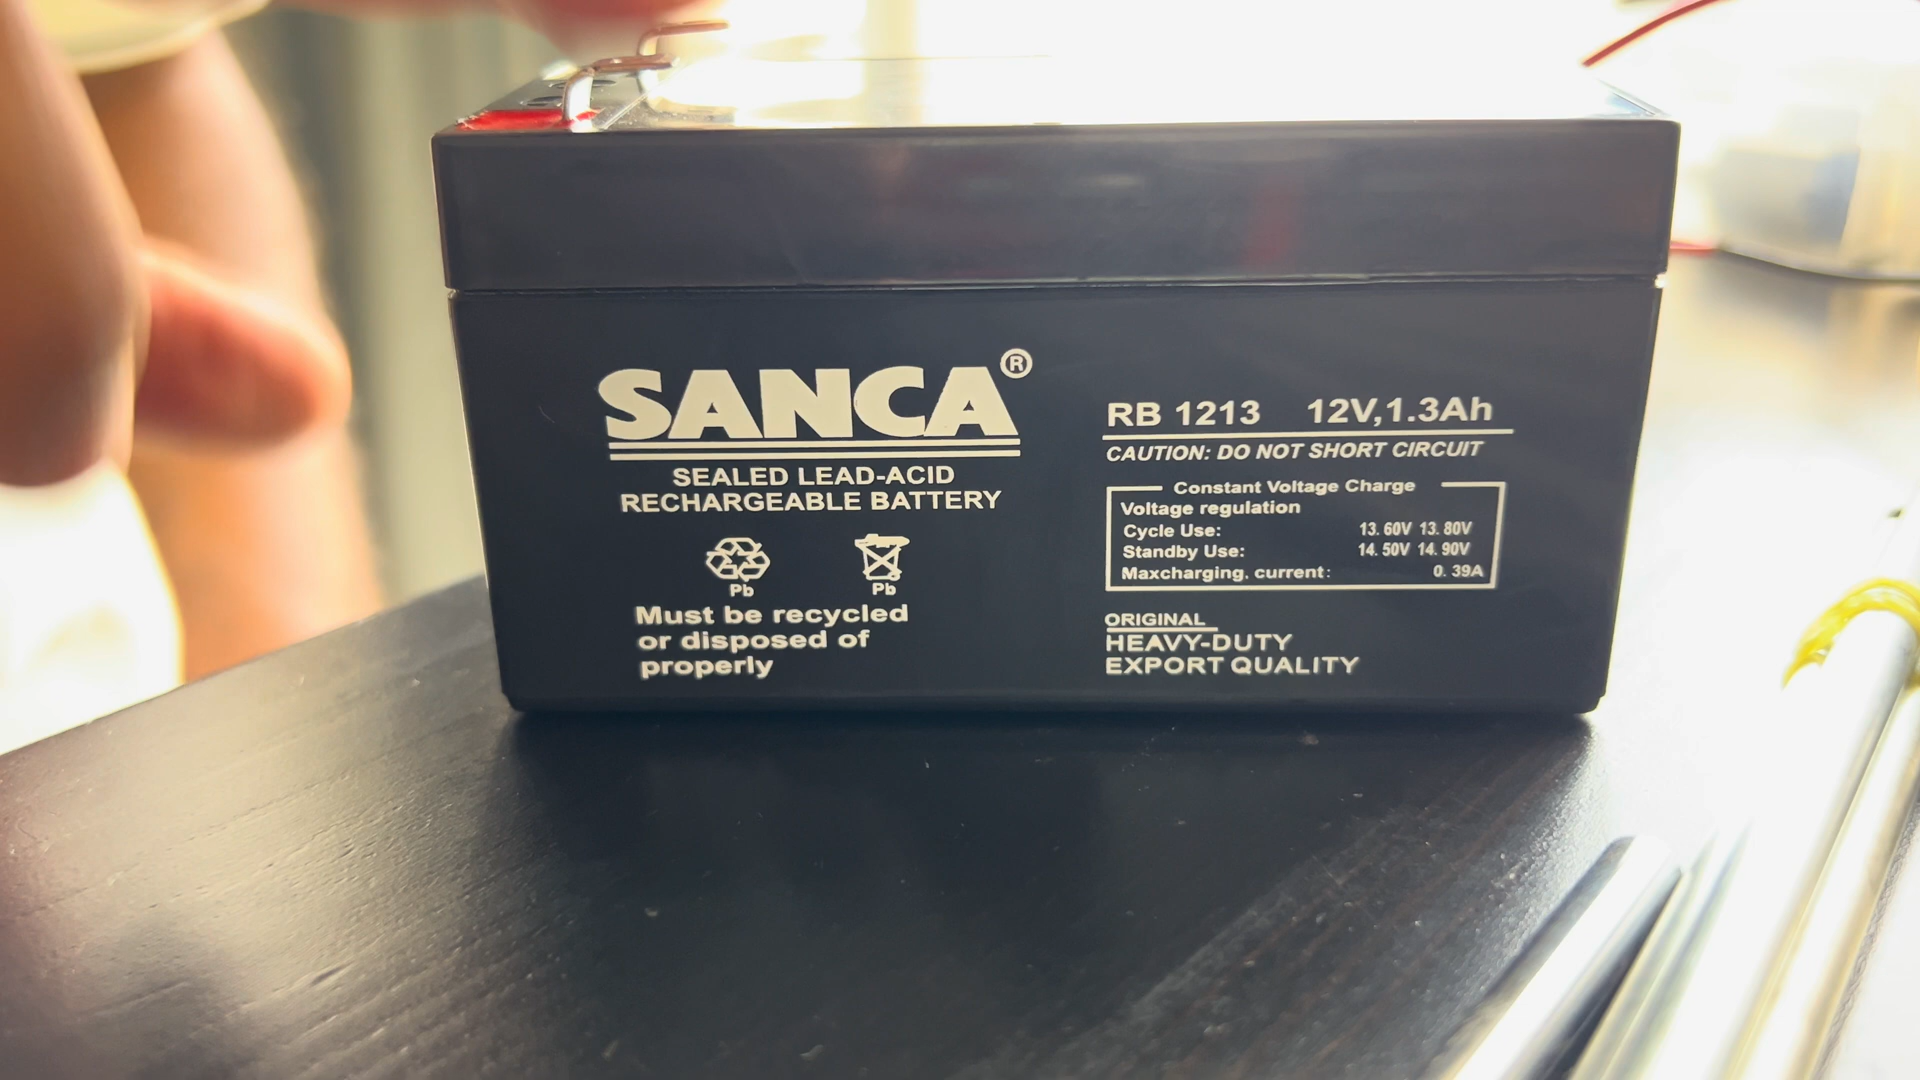 SANCA®
SEALED LEAD-ACID
RECHARGEABLE BATTERY
Pb Pb
Must be recycled
or disposed of
properly
RB 1213 12V,1.3Ah
CAUTION: DO NOT SHORT CIRCUIT
Constant Voltage Charge
Voltage regulation
Cycle Use: 13.60V 13.80V
Standby Use: 14.50V 14.90V
Maxcharging. current: 0.39A
ORIGINAL
HEAVY-DUTY
EXPORT QUALITY